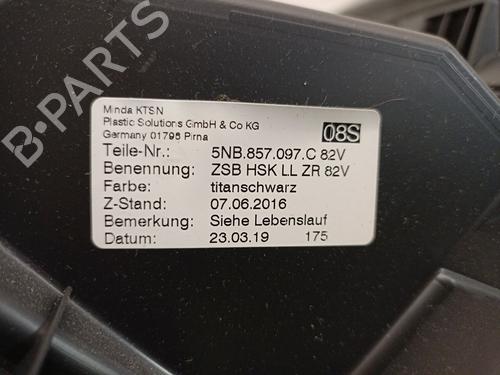 B-PARTS
Minda KTSN
Plastic Solutions GmbH & Co KG
Germany 01796 Pirna
08S
Teile-Nr.: 5NB.857.097.C 82V
Benennung: ZSB HSK LL ZR 82V
Farbe: titanschwarz
Z-Stand: 07.06.2016
Bemerkung: Siehe Lebenslauf
Datum: 23.03.19 175